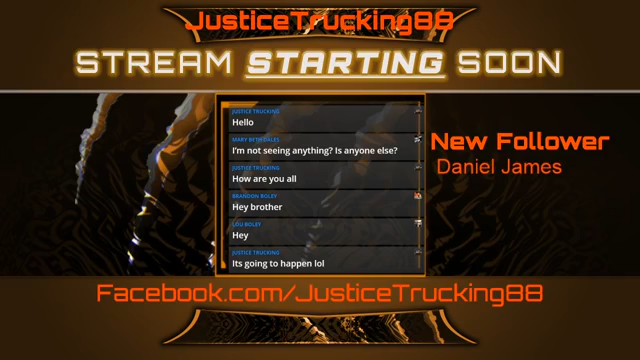 JusticeTrucking88
STREAM STARTING SOON
JUSTICE TRUCKING
Hello
MARY BETH DALES
I'm not seeing anything? Is anyone else?
JUSTICE TRUCKING
How are you all
BRANDON BOLEY
Hey brother
LOU BOLEY
Hey
JUSTICE TRUCKING
Its going to happen lol
New Follower
Daniel James
Facebook.com/JusticeTrucking88